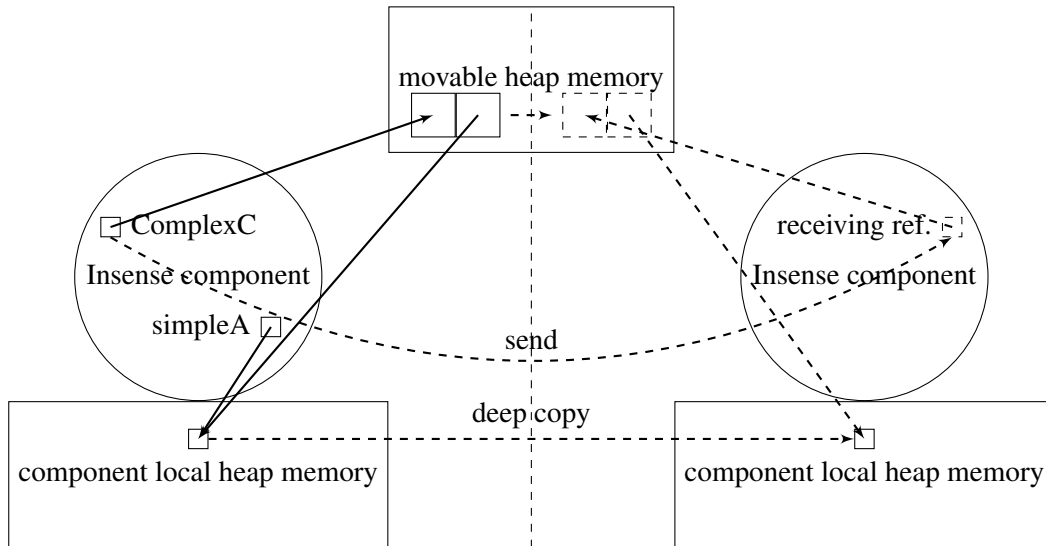 movable heap memory
ComplexC
receiving ref.
Insense component
Insense component
simpleA
send
deep copy
component local heap memory
component local heap memory